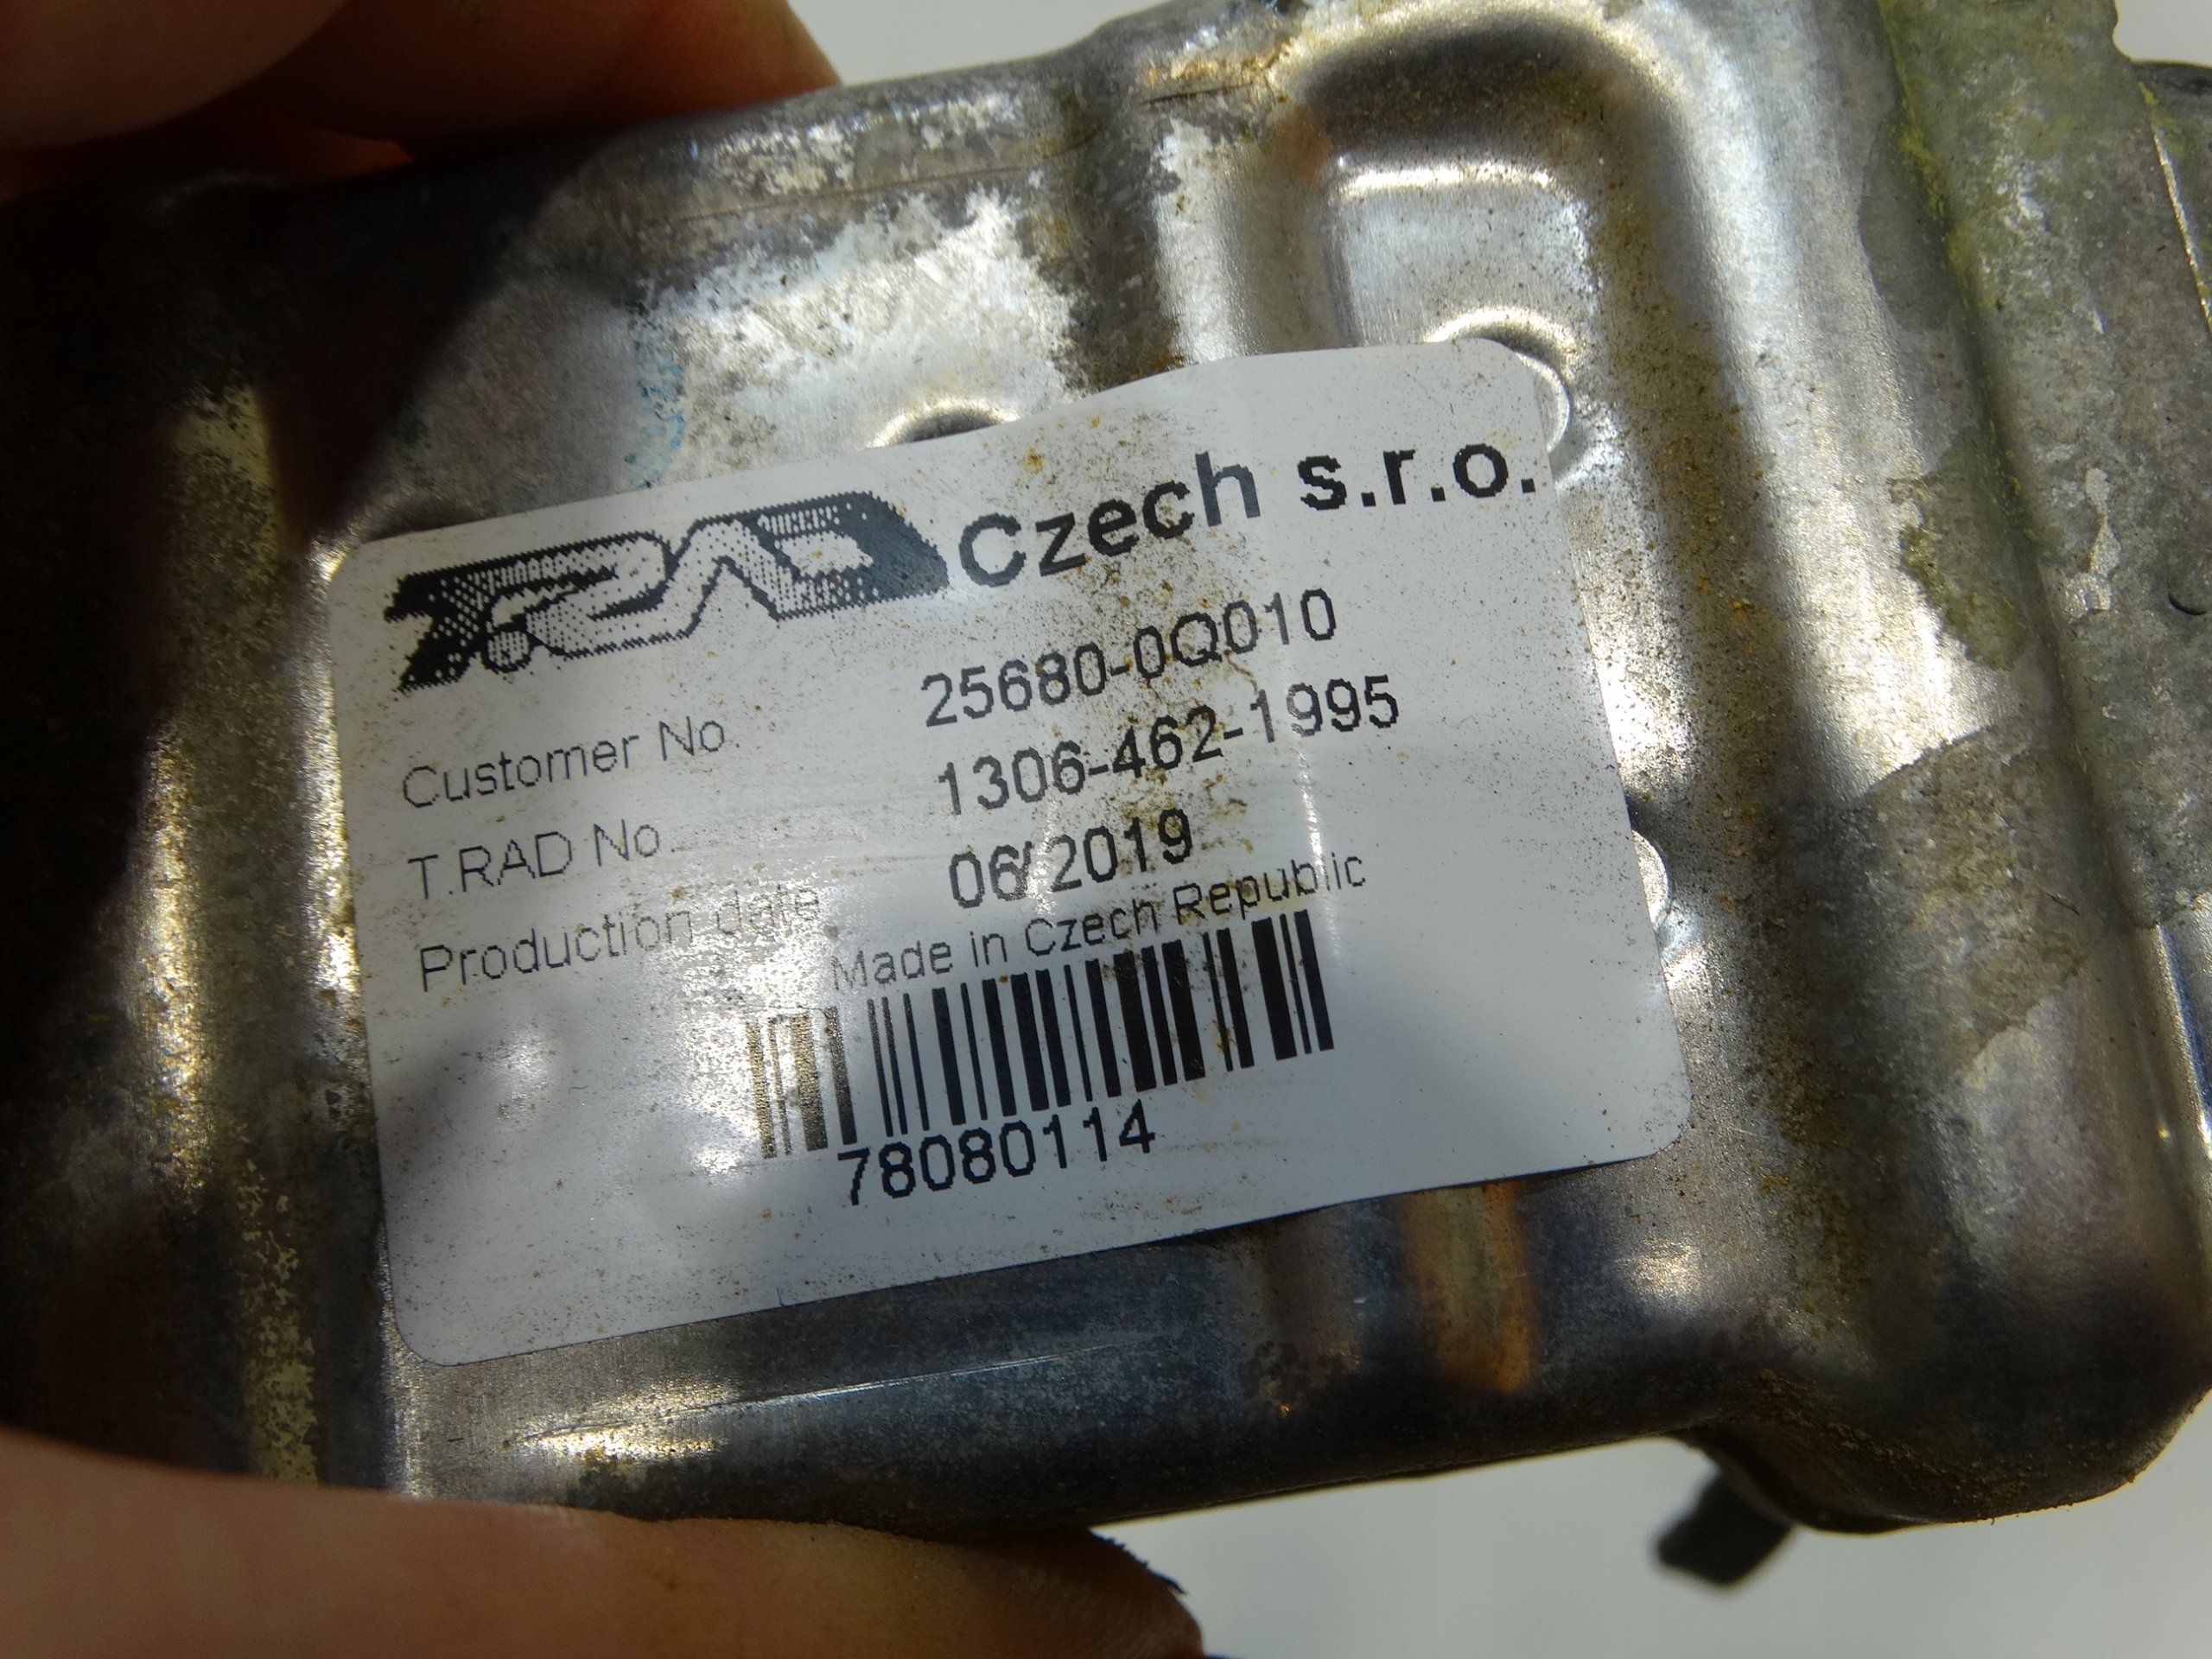 T.RAD Czech s.r.o.
Customer No. 25680-0Q010
T.RAD No. 1306-462-1995
Production date 06/2019
Made in Czech Republic
78080114